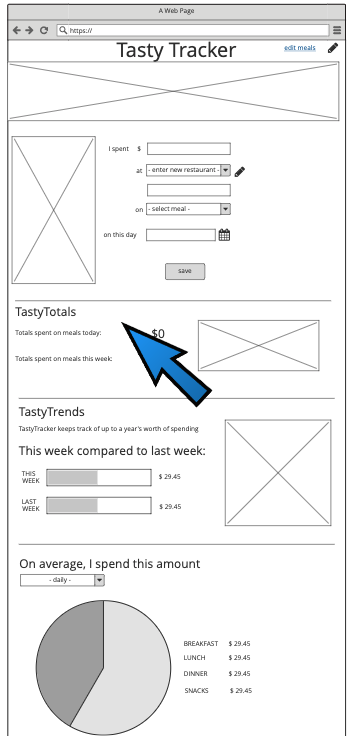 A Web Page
https://
Tasty Tracker
edit meals
I spent $
at - enter new restaurant -
on - select meal -
on this day
save
TastyTotals
Totals spent on meals today: $0
Totals spent on meals this week:
TastyTrends
TastyTracker keeps track of up to a year's worth of spending
This week compared to last week:
THIS
WEEK
$ 29.45
LAST
WEEK
$ 29.45
On average, I spend this amount
- daily -
BREAKFAST $ 29.45
LUNCH $ 29.45
DINNER $ 29.45
SNACKS $ 29.45